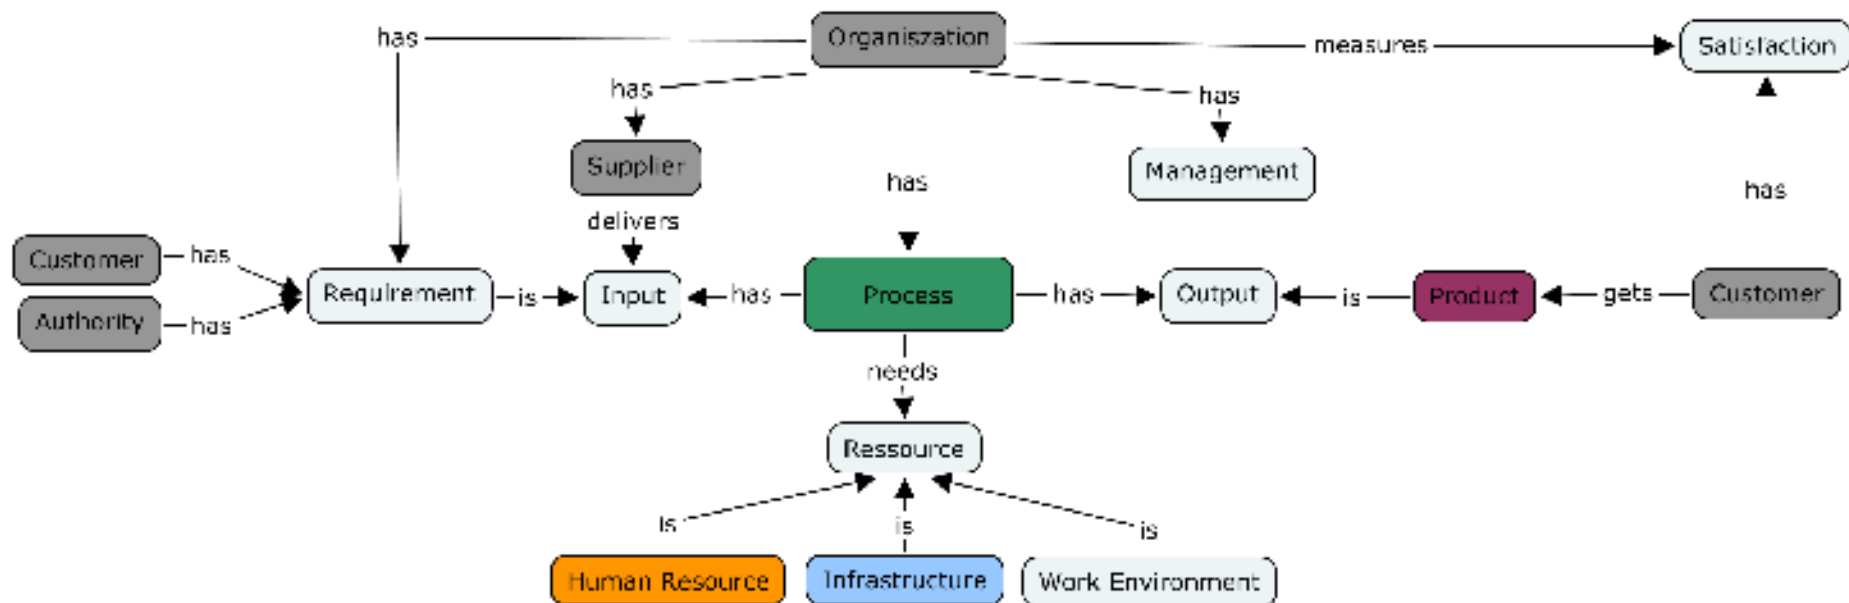 has
Organiszation
measures
Satisfaction
has
has
Supplier
Management
has
has
delivers
Customer
has
Requirement
is
Input
has
Process
has
Output
is
Product
gets
Customer
Authority
has
needs
Ressource
is
is
is
Human Resource
Infrastructure
Work Environment